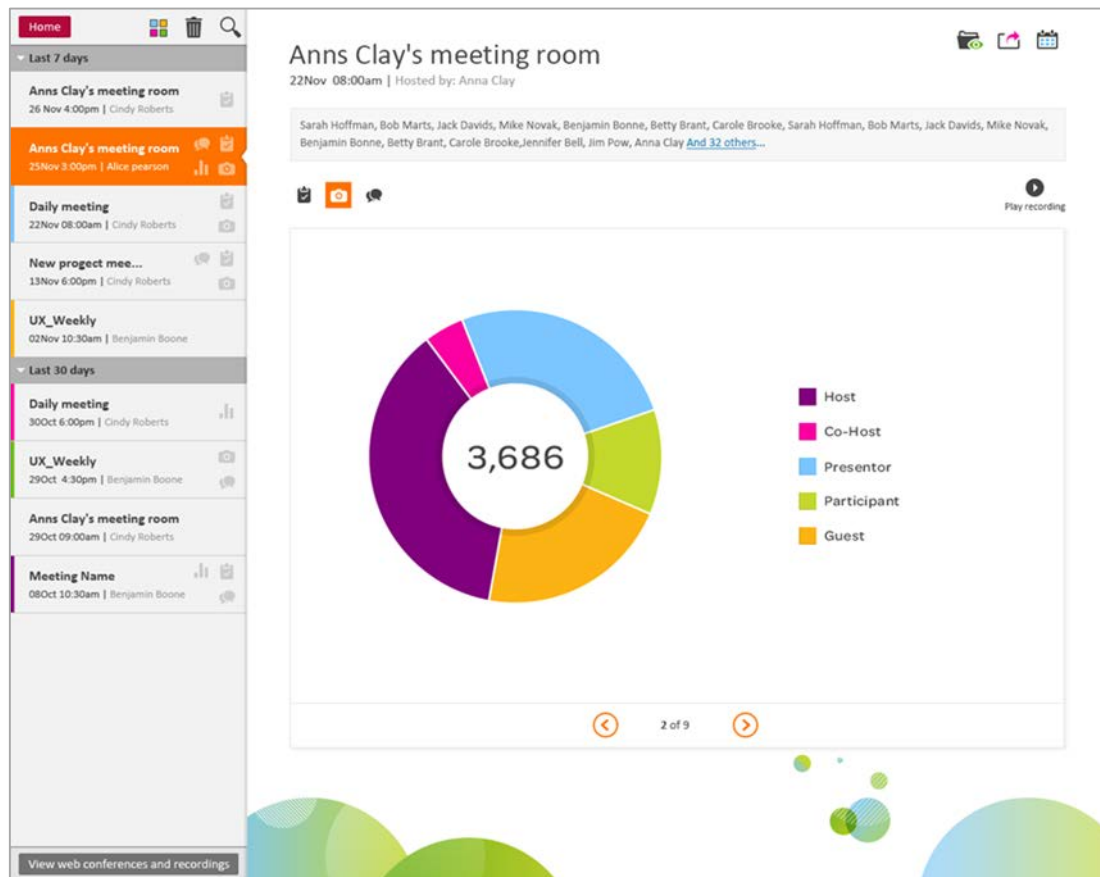 Home
Last 7 days
Anns Clay's meeting room
26 Nov 4:00pm | Cindy Roberts
Anns Clay's meeting room
25Nov 3:00pm | Alice pearson
Daily meeting
22Nov 08:00am | Cindy Roberts
New progect mee...
13Nov 6:00pm | Cindy Roberts
UX_Weekly
02Nov 10:30am | Benjamin Boone
Last 30 days
Daily meeting
30Oct 6:00pm | Cindy Roberts
UX_Weekly
29Oct 4:30pm | Benjamin Boone
Anns Clay's meeting room
29Oct 09:00am | Cindy Roberts
Meeting Name
08Oct 10:30am | Benjamin Boone
View web conferences and recordings
Anns Clay's meeting room
22Nov 08:00am | Hosted by: Anna Clay
Sarah Hoffman, Bob Marts, Jack Davids, Mike Novak, Benjamin Bonne, Betty Brant, Carole Brooke, Sarah Hoffman, Bob Marts, Jack Davids, Mike Novak,
Benjamin Bonne, Betty Brant, Carole Brooke,Jennifer Bell, Jim Pow, Anna Clay And 32 others...
Play recording
3,686
Host
Co-Host
Presentor
Participant
Guest
2 of 9